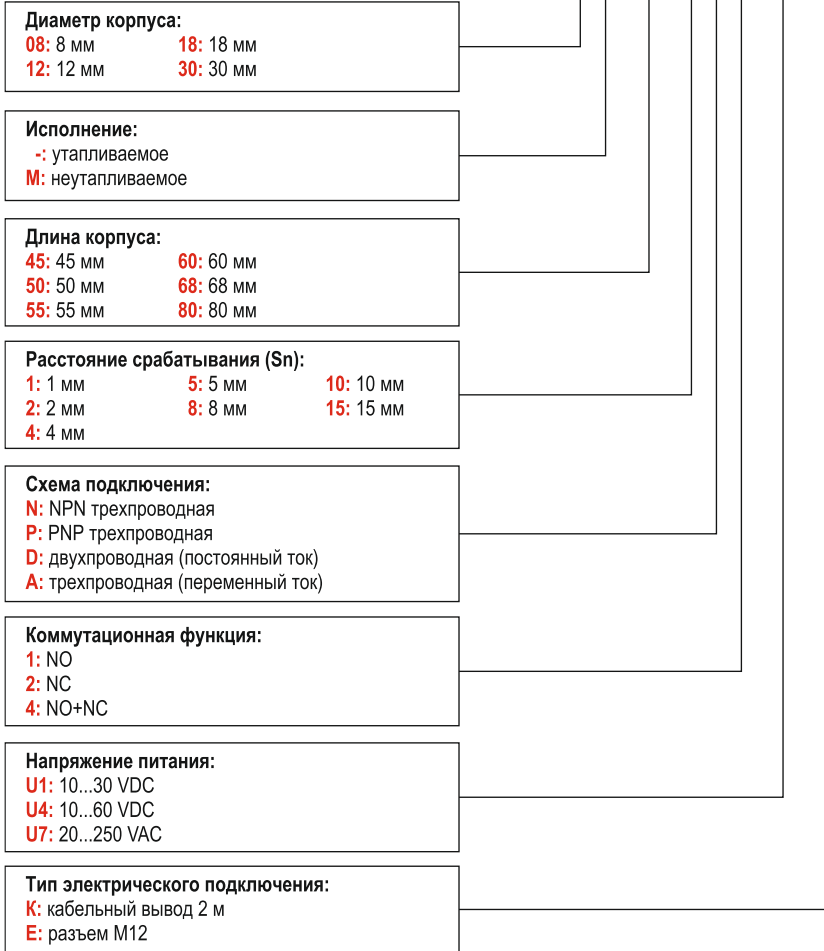 Диаметр корпуса:
08: 8 мм 18: 18 мм
12: 12 мм 30: 30 мм
Исполнение:
-: утапливаемое
M: неутапливаемое
Длина корпуса:
45: 45 мм 60: 60 мм
50: 50 мм 68: 68 мм
55: 55 мм 80: 80 мм
Расстояние срабатывания (Sn):
1: 1 мм 5: 5 мм 10: 10 мм
2: 2 мм 8: 8 мм 15: 15 мм
4: 4 мм
Схема подключения:
N: NPN трехпроводная
P: PNP трехпроводная
D: двухпроводная (постоянный ток)
A: трехпроводная (переменный ток)
Коммутационная функция:
1: NO
2: NC
4: NO+NC
Напряжение питания:
U1: 10...30 VDC
U4: 10...60 VDC
U7: 20...250 VAC
Тип электрического подключения:
К: кабельный вывод 2 м
E: разъем M12